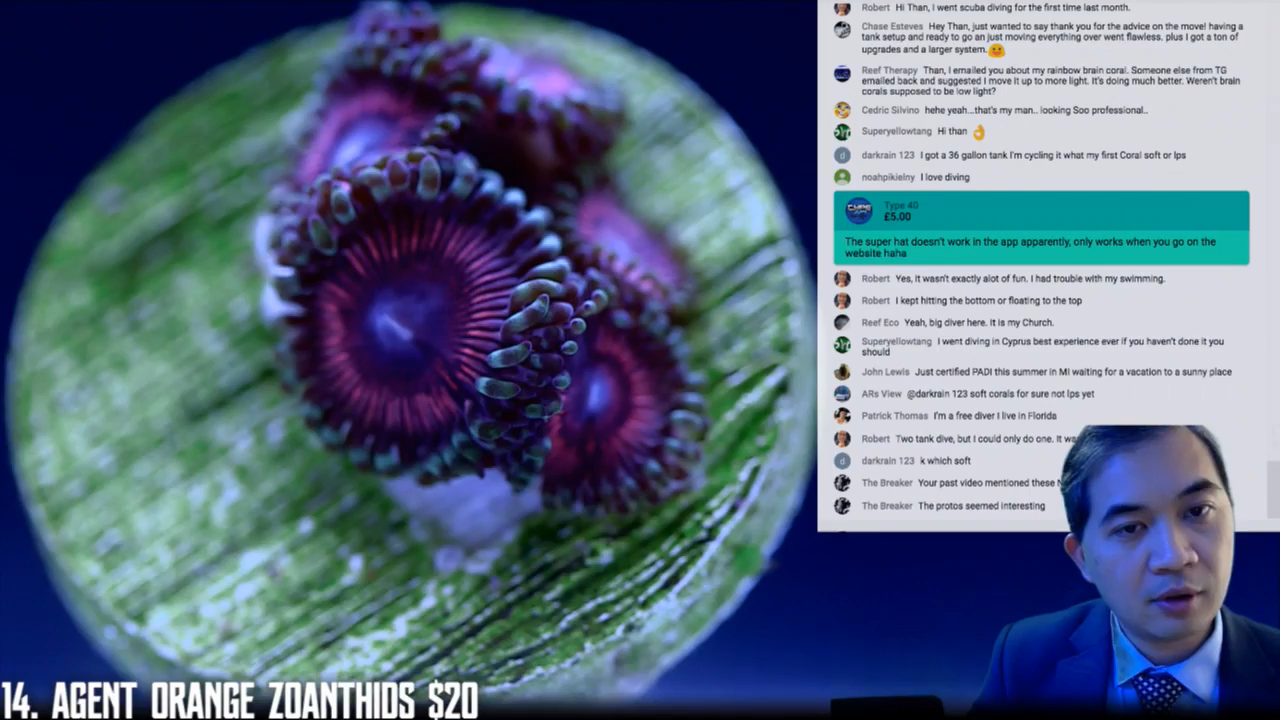 Robert Hi Than, I went scuba diving for the first time last month.
Chase Esteves Hey Than, just wanted to say thank you for the advice on the move! having a
tank setup and ready to go an just moving everything over went flawless. plus I got a ton of
upgrades and a larger system.
Reef Therapy Than, I emailed you about my rainbow brain coral. Someone else from TG
emailed back and suggested I move it up to more light. It's doing much better. Weren't brain
corals supposed to be low light?
Cedric Silvino hehe yeah...that's my man.. looking Soo professional..
Superyellowtang Hi than
d darkrain 123 I got a 36 gallon tank I'm cycling it what my first Coral soft or lps
noahpikielny I love diving
Type 40
£5.00
The super hat doesn't work in the app apparently, only works when you go on the
website haha
Robert Yes, it wasn't exactly alot of fun. I had trouble with my swimming.
Robert I kept hitting the bottom or floating to the top
Reef Eco Yeah, big diver here. It is my Church.
Superyellowtang I went diving in Cyprus best experience ever if you haven't done it you
should
John Lewis Just certified PADI this summer in MI waiting for a vacation to a sunny place
ARs View @darkrain 123 soft corals for sure not lps yet
Patrick Thomas I'm a free diver I live in Florida
Robert Two tank dive, but I could only do one. It wa
d darkrain 123 k which soft
The Breaker Your past video mentioned these
The Breaker The protos seemed interesting
14. AGENT ORANGE ZOANTHIDS $20